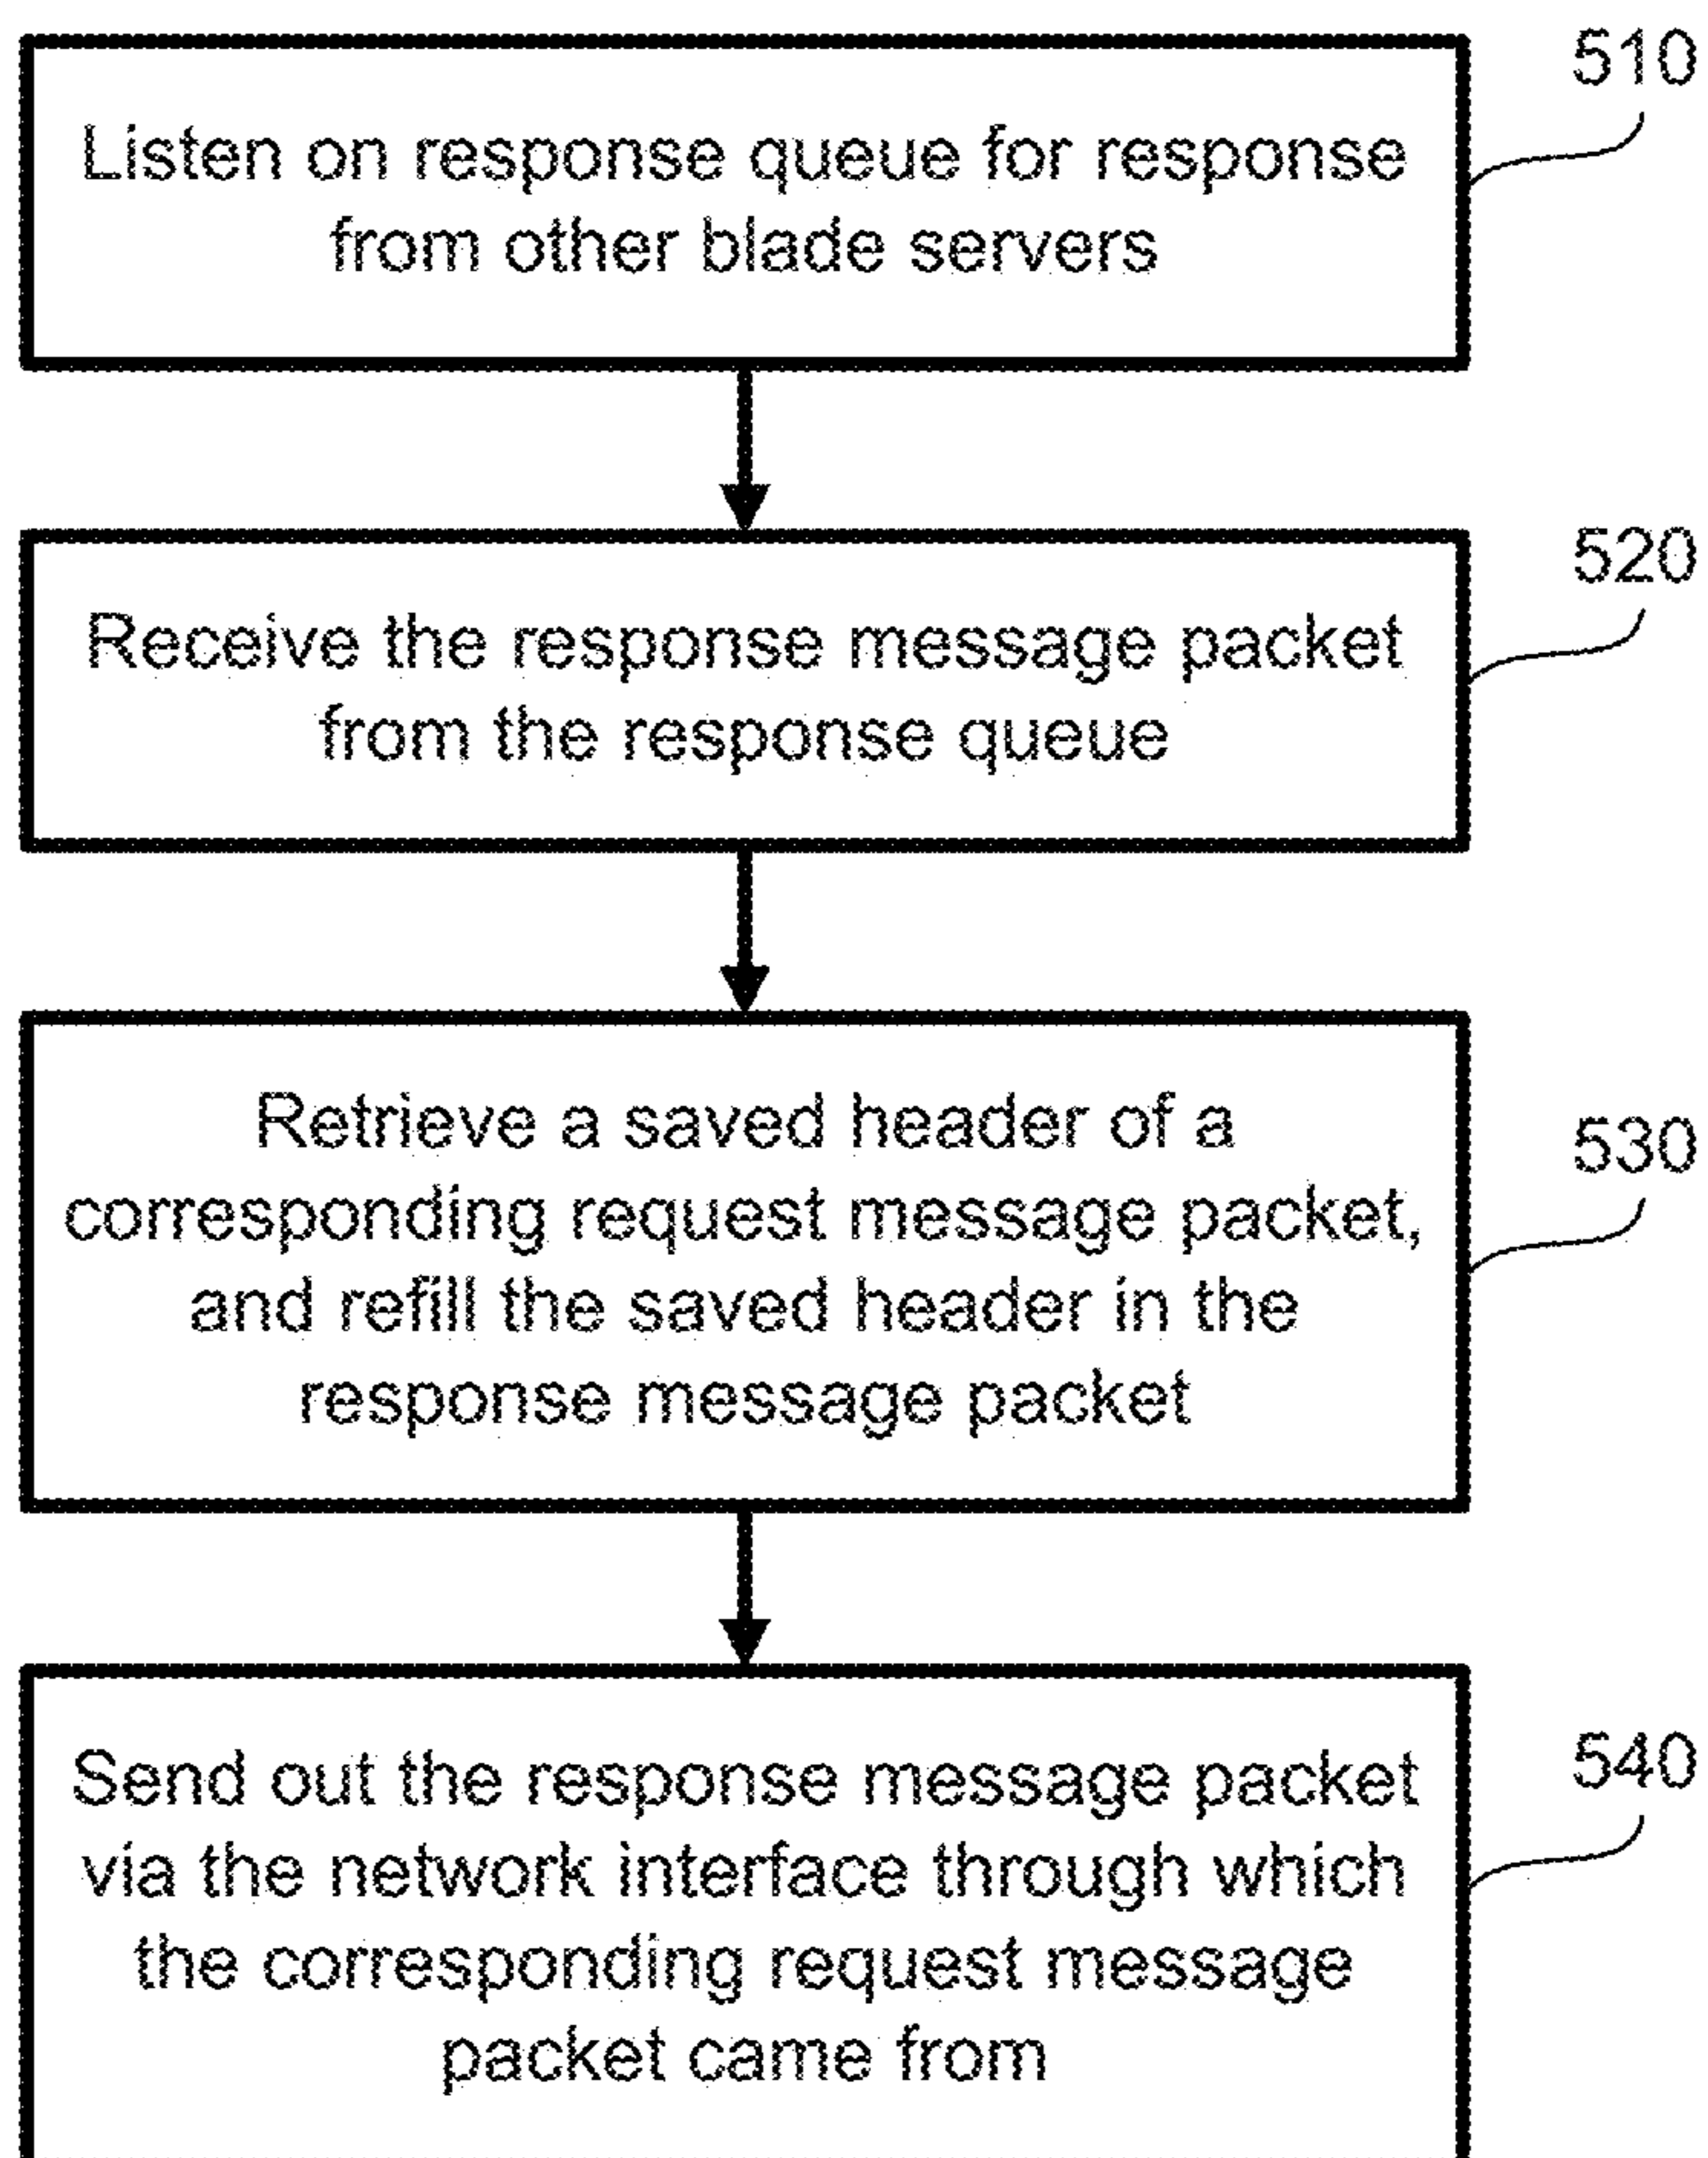 510
Listen on response queue for response
from other blade servers
520
Receive the response message packet
from the response queue
530
Retrieve a saved header of a
corresponding request message packet,
and refill the saved header in the
response message packet
540
Send out the response message packet
via the network interface through which
the corresponding request message
packet came from